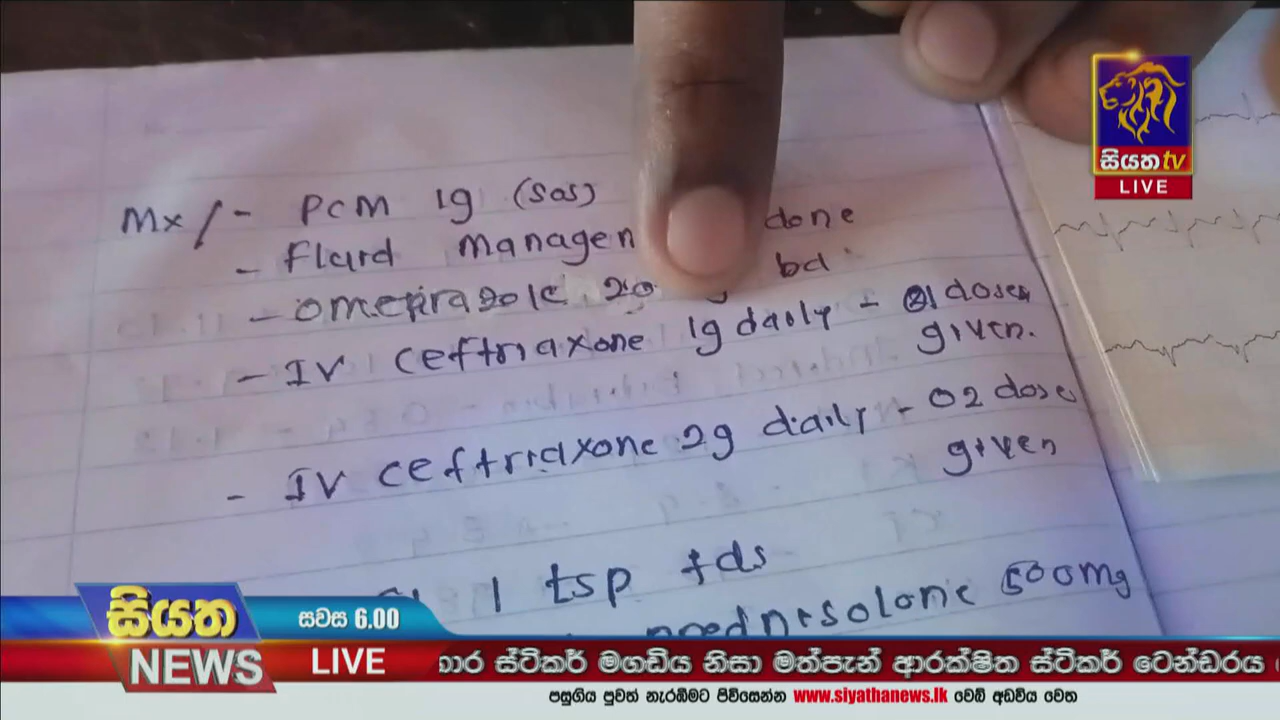 Mx/- PCM 1g (sos)
- Fluid managen done
- omeprazole 20 bd
- IV ceftriaxone 1g daily - 01 doses
given.
- IV ceftriaxone 2g daily - 02 doses
given
1 tsp tds
prednisolone 500mg
සියත tv
LIVE
සියත
NEWS
සවස 6.00
LIVE
ස්ටිකර් මගඩිය නිසා මත්පැන් ආරක්ෂිත ස්ටිකර් ටෙන්ඩරය
පසුගිය පුවත් නැරඹීමට පිවිසෙන්න www.siyathanews.lk වෙබ් අඩවිය වෙත